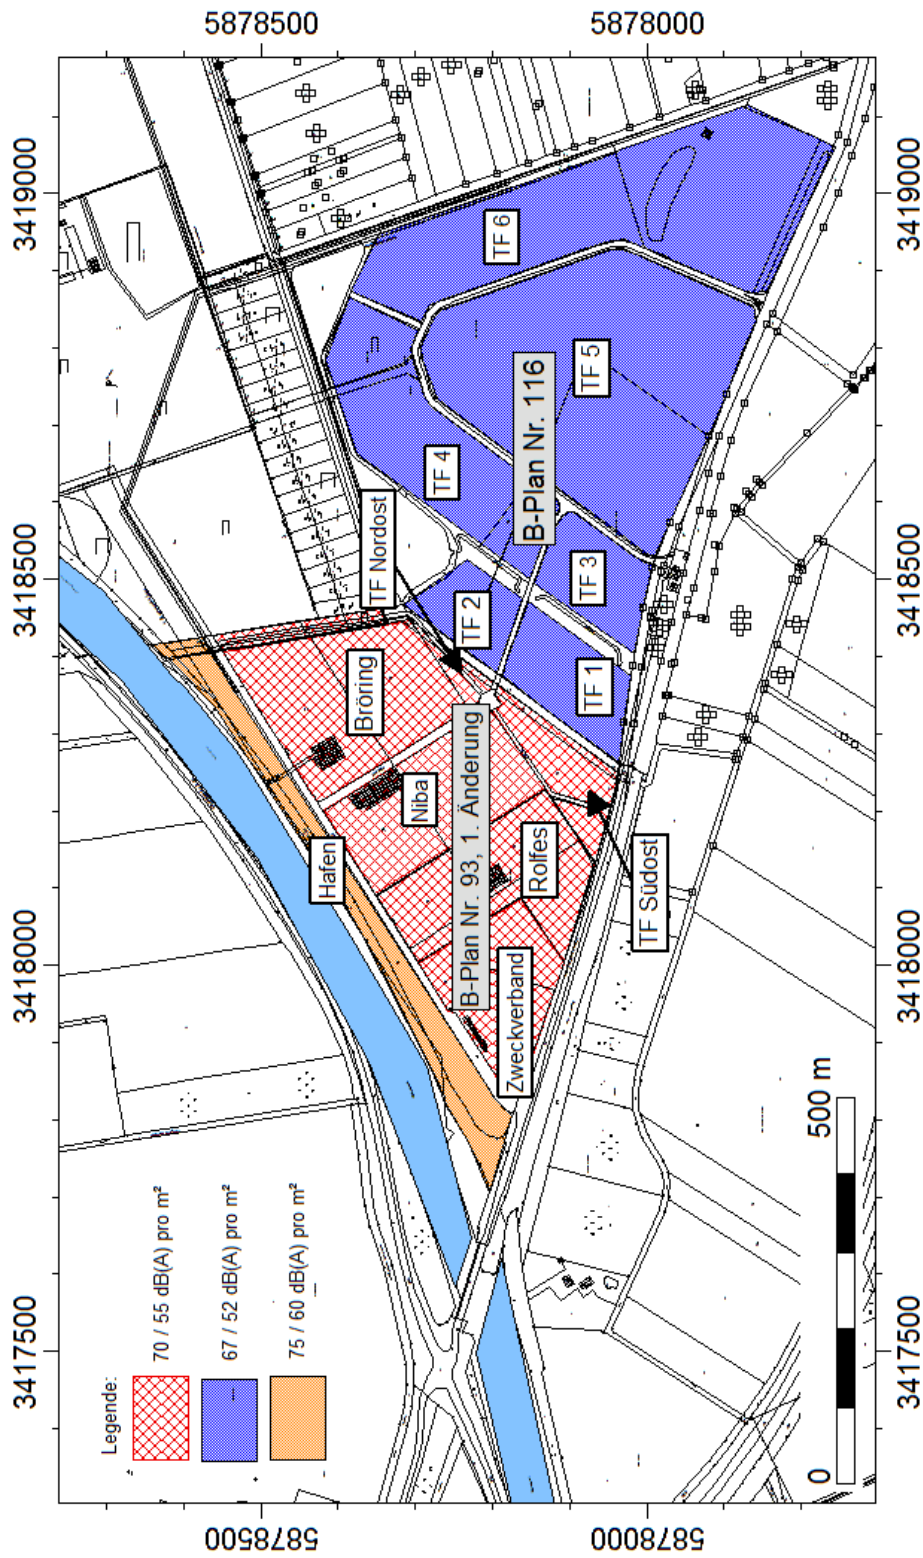 5878500
5878000
3417500
3418000
3418500
3419000
Legende:
70 / 55 dB(A) pro m²
67 / 52 dB(A) pro m²
75 / 60 dB(A) pro m²
Hafen
Bröring
Niba
Rolfes
Zweckverband
B-Plan Nr. 93, 1. Änderung
TF Nordost
TF Südost
B-Plan Nr. 116
TF 1
TF 2
TF 3
TF 4
TF 5
TF 6
0
500 m
3417500
3418000
3418500
3419000
5878500
5878000